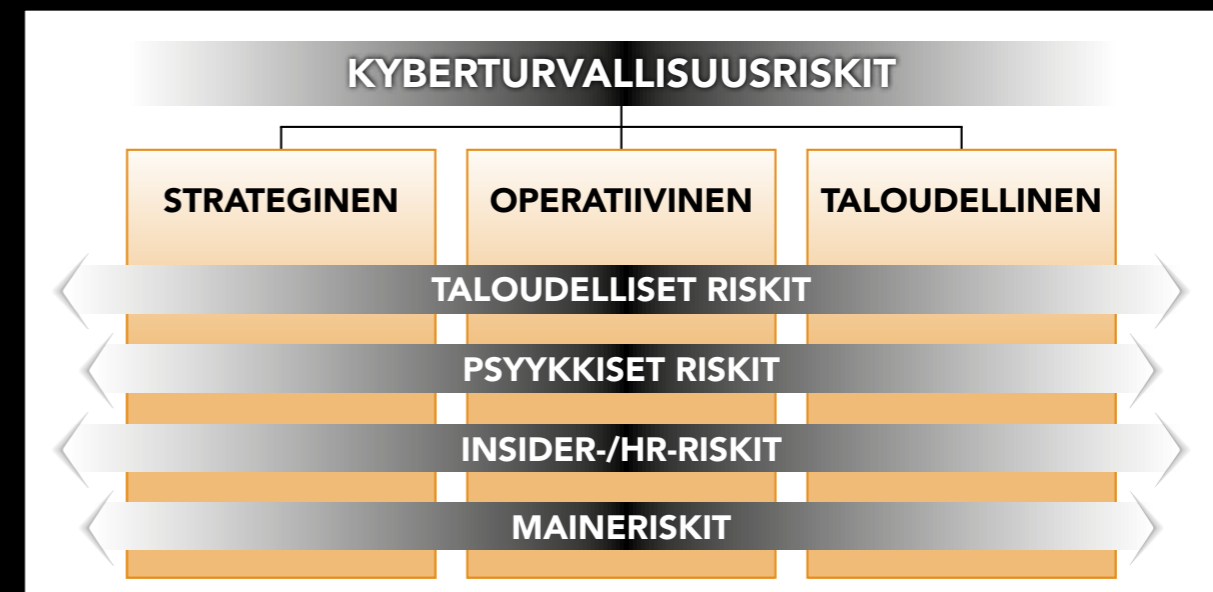 KYBERTURVALLISUUSRISKIT
STRATEGINEN
OPERATIIVINEN
TALOUDELLINEN
TALOUDELLISET RISKIT
PSYYKKISET RISKIT
INSIDER-/HR-RISKIT
MAINERISKIT